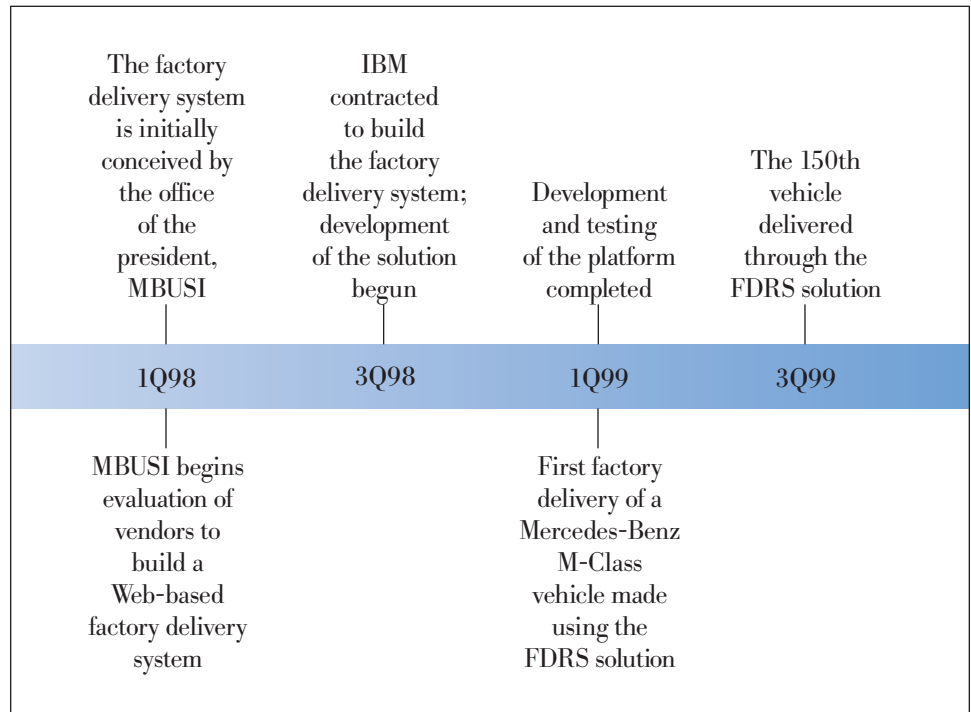 The factory
delivery system
is initially
conceived by
the office
of the
president,
MBUSI
IBM
contracted
to build
the factory
delivery system;
development
of the solution
begun
Development
and testing
of the platform
completed
The 150th
vehicle
delivered
through the
FDRS solution
1Q98
3Q98
1Q99
3Q99
MBUSI begins
evaluation of
vendors to
build a
Web-based
factory delivery
system
First factory
delivery of a
Mercedes-Benz
M-Class
vehicle made
using the
FDRS solution